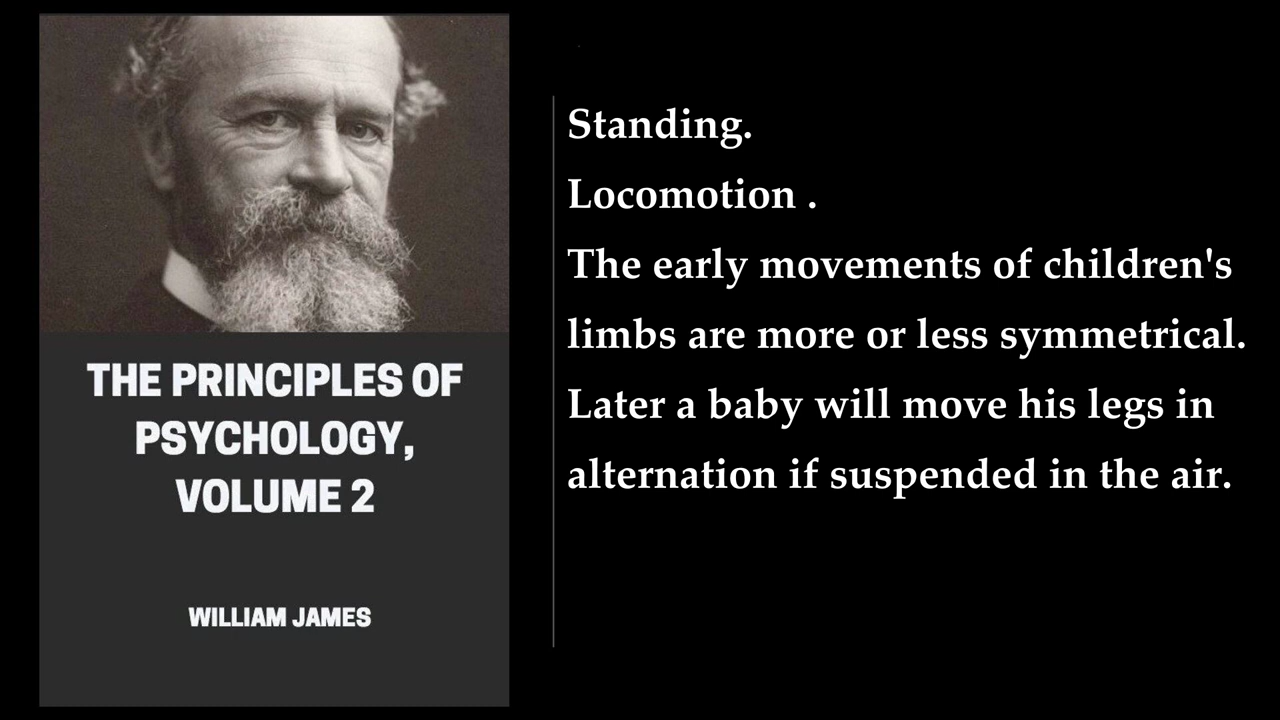 THE PRINCIPLES OF
PSYCHOLOGY,
VOLUME 2
WILLIAM JAMES
Standing.
Locomotion .
The early movements of children's
limbs are more or less symmetrical.
Later a baby will move his legs in
alternation if suspended in the air.